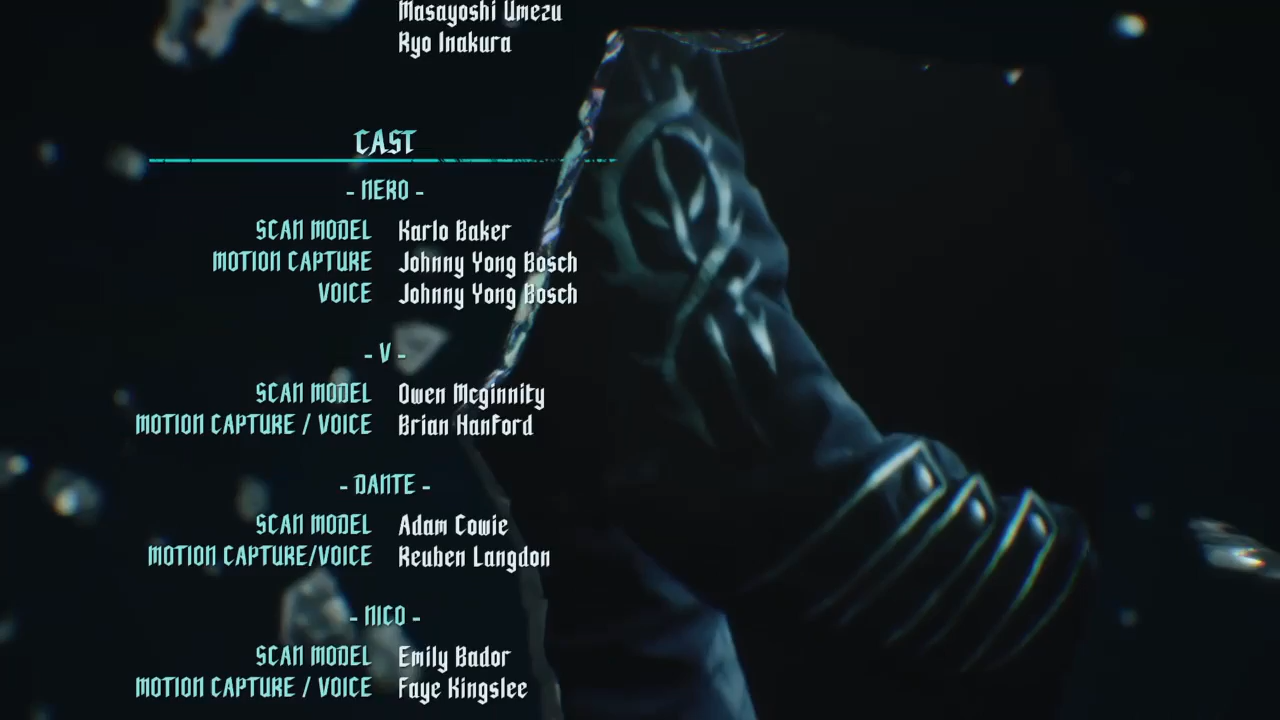 Masayoshi Umezu
Ryo Inakura
CAST
- NERO -
SCAN MODEL Karlo Baker
MOTION CAPTURE Johnny Yong Bosch
VOICE Johnny Yong Bosch
- V -
SCAN MODEL Owen Mcginnity
MOTION CAPTURE / VOICE Brian Hanford
- DANTE -
SCAN MODEL Adam Cowie
MOTION CAPTURE/VOICE Reuben Langdon
- NICO -
SCAN MODEL Emily Bador
MOTION CAPTURE / VOICE Faye Kingslee